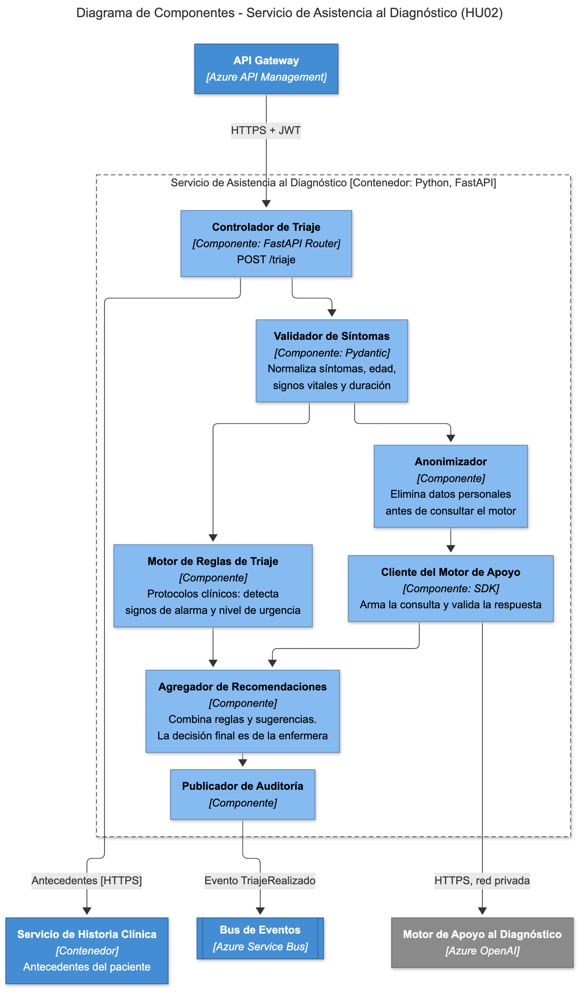 Diagrama de Componentes - Servicio de Asistencia al Diagnóstico (HU02)
API Gateway
[Azure API Management]
HTTPS + JWT
Servicio de Asistencia al Diagnóstico [Contenedor: Python, FastAPI]
Controlador de Triaje
[Componente: FastAPI Router]
POST /triaje
Validador de Síntomas
[Componente: Pydantic]
Normaliza síntomas, edad,
signos vitales y duración
Anonimizador
[Componente]
Elimina datos personales
antes de consultar el motor
Motor de Reglas de Triaje
[Componente]
Protocolos clínicos: detecta
signos de alarma y nivel de urgencia
Cliente del Motor de Apoyo
[Componente: SDK]
Arma la consulta y valida la respuesta
Agregador de Recomendaciones
[Componente]
Combina reglas y sugerencias.
La decisión final es de la enfermera
Publicador de Auditoría
[Componente]
Antecedentes [HTTPS]
Evento TriajeRealizado
HTTPS, red privada
Servicio de Historia Clínica
[Contenedor]
Antecedentes del paciente
Bus de Eventos
[Azure Service Bus]
Motor de Apoyo al Diagnóstico
[Azure OpenAI]